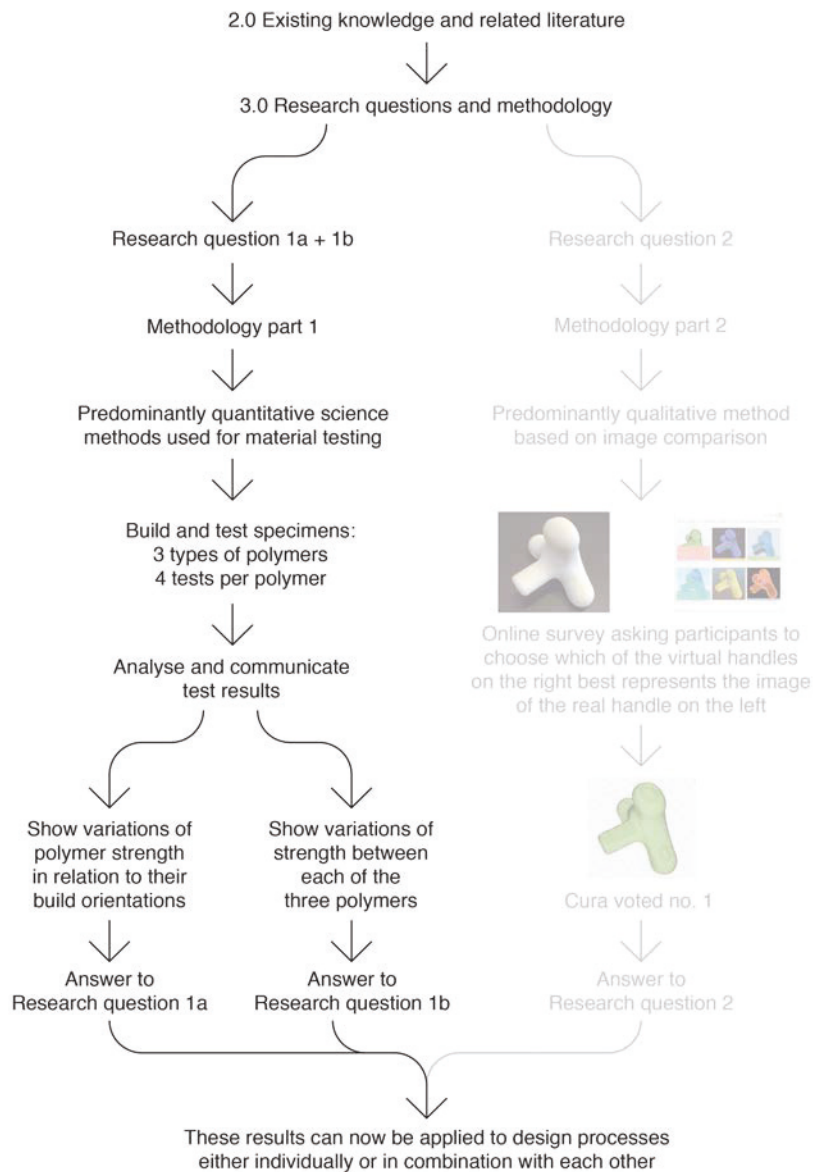 2.0 Existing knowledge and related literature
3.0 Research questions and methodology
Research question 1a + 1b
Methodology part 1
Predominantly quantitative science
methods used for material testing
Build and test specimens:
3 types of polymers
4 tests per polymer
Analyse and communicate
test results
Show variations of
polymer strength
in relation to their
build orientations
Answer to
Research question 1a
Show variations of
strength between
each of the
three polymers
Answer to
Research question 1b
Research question 2
Methodology part 2
Predominantly qualitative method
based on image comparison
Online survey asking participants to
choose which of the virtual handles
on the right best represents the image
of the real handle on the left
Cura voted no. 1
Answer to
Research question 2
These results can now be applied to design processes
either individually or in combination with each other